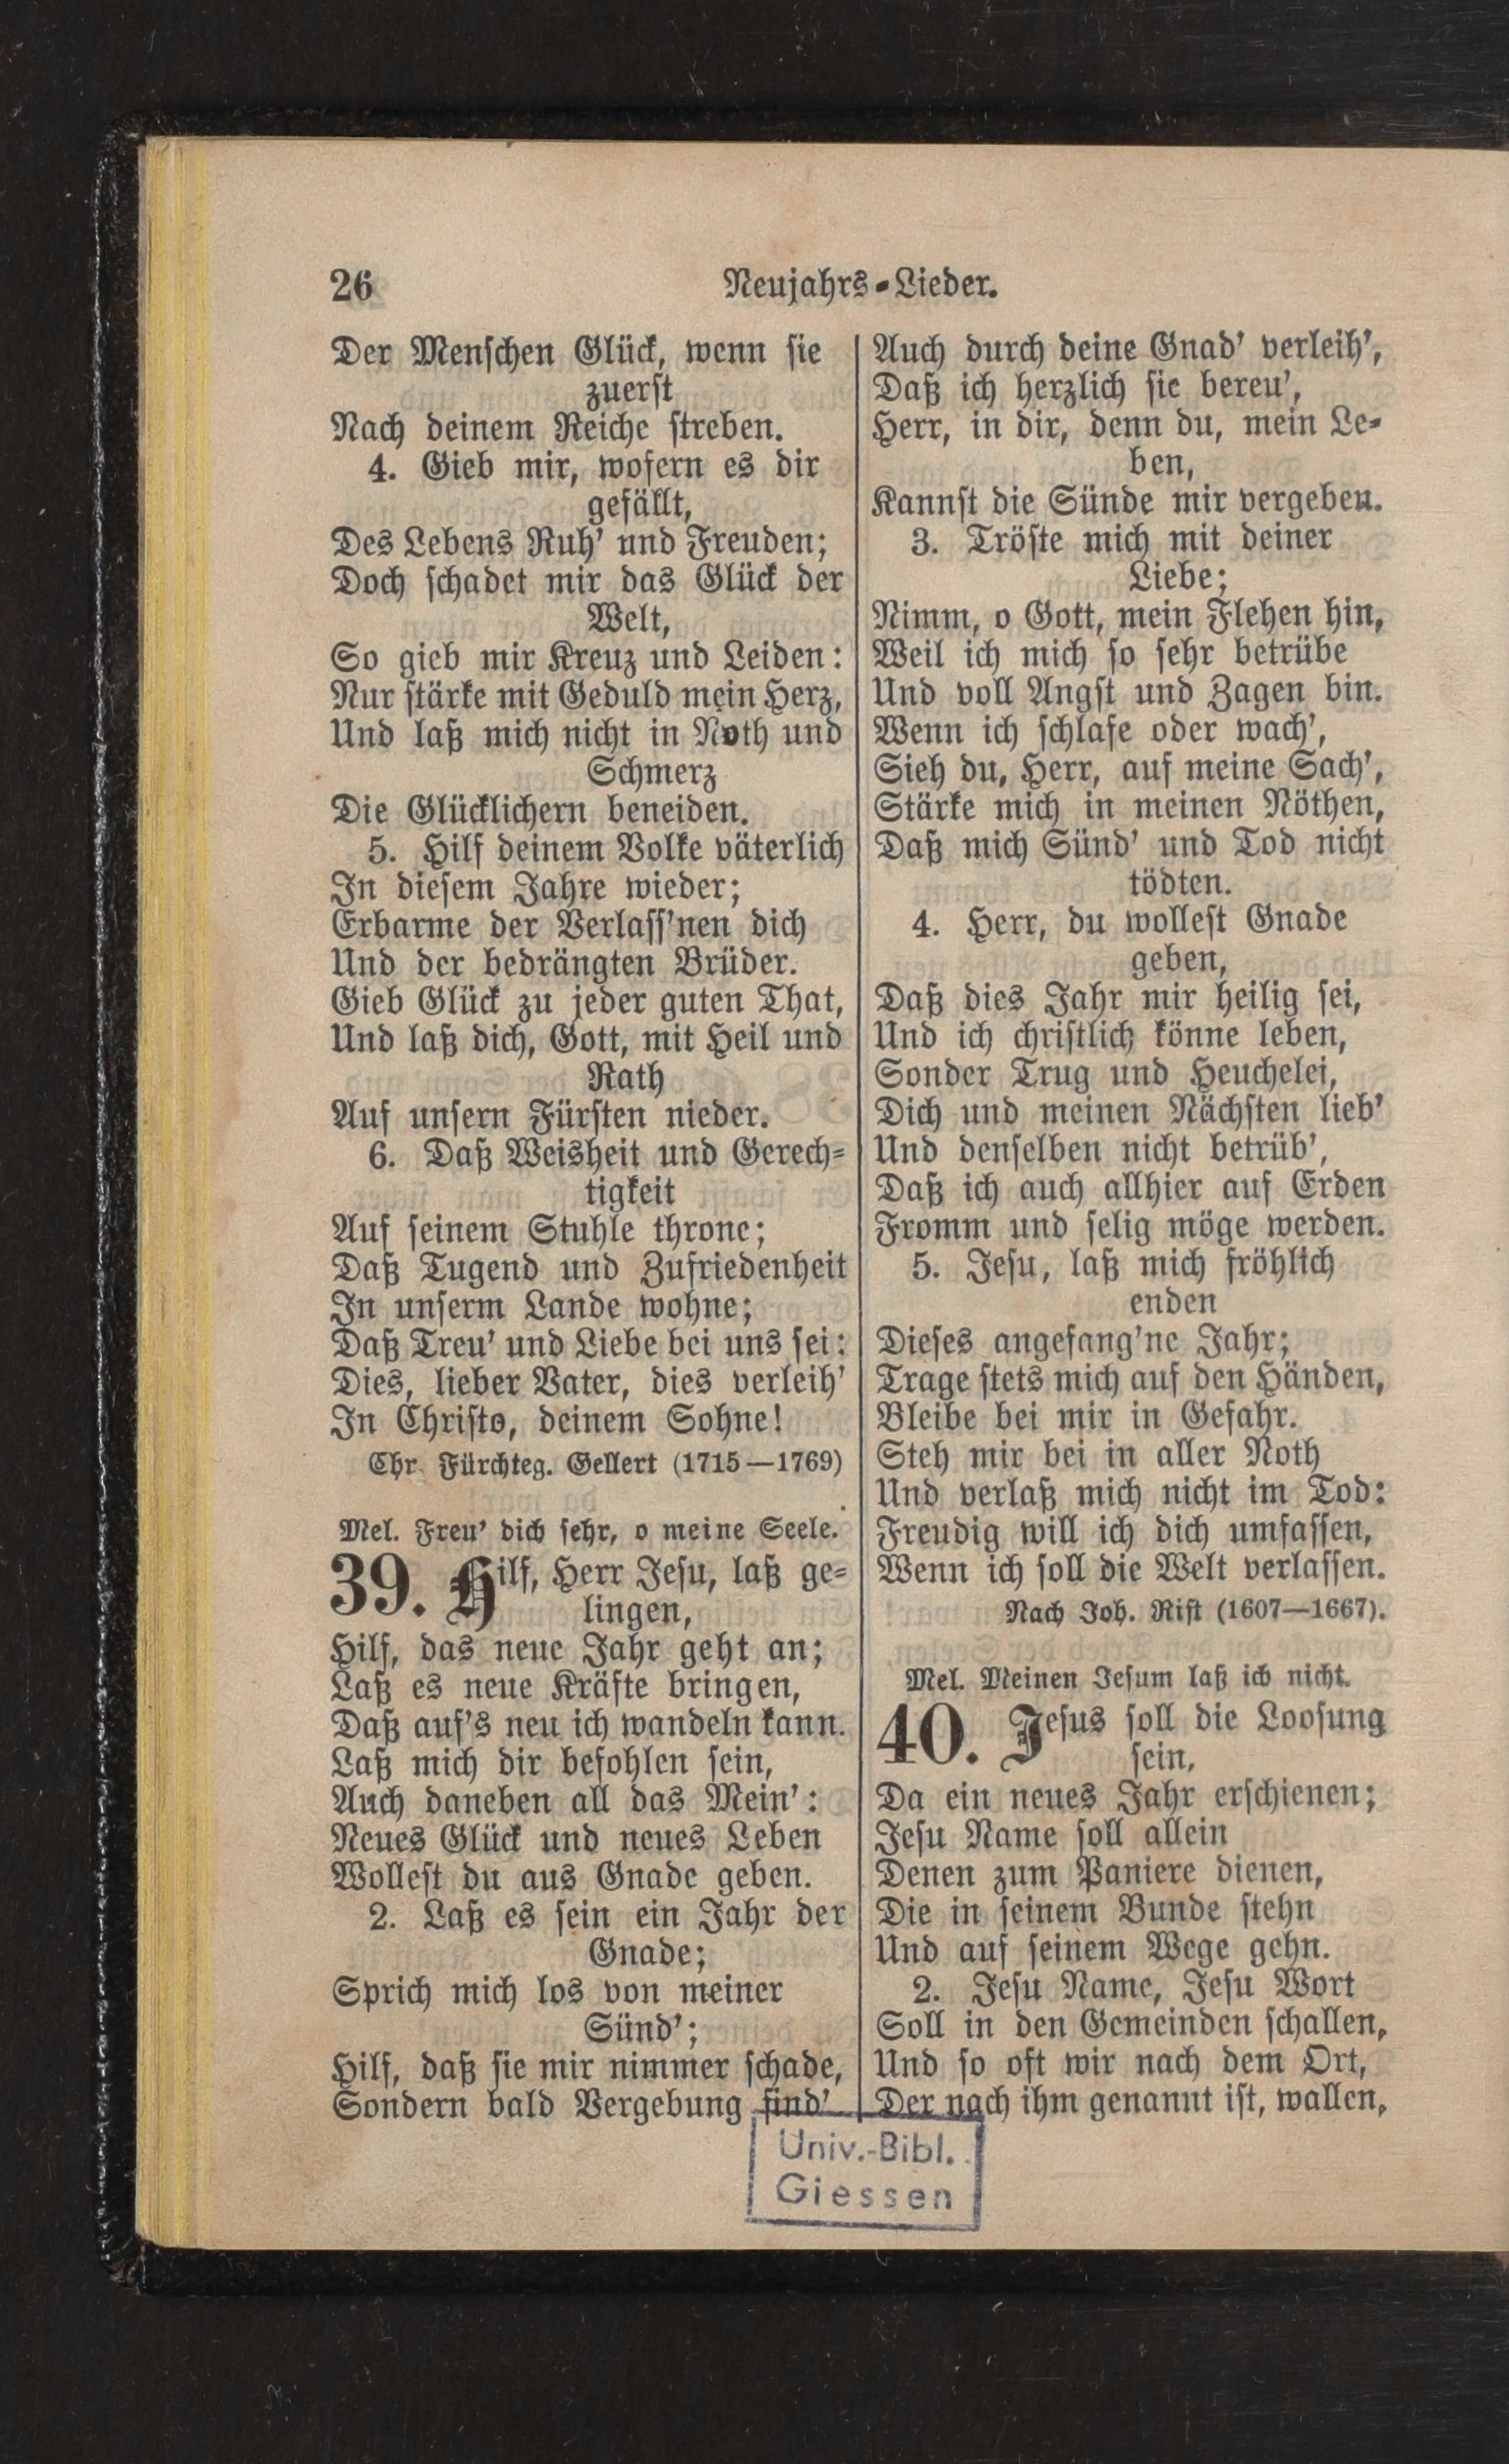 26
Neujahrs-Lieder.
Der Menschen Glück, wenn sie
zuerst
Nach deinem Reiche streben.
4. Gieb mir, wofern es dir
gefällt,
Des Lebens Ruh' und Freuden;
Doch schadet mir das Glück der
Welt,
So gieb mir Kreuz und Leiden:
Nur stärke mit Geduld mein Herz,
Und laß mich nicht in Noth und
Schmerz
Die Glücklichern beneiden.
5. Hilf deinem Volke väterlich
In diesem Jahre wieder;
Erbarme der Verlass'nen dich
Und der bedrängten Brüder.
Gieb Glück zu jeder guten That,
Und laß dich, Gott, mit Heil und
Rath
Auf unsern Fürsten nieder.
6. Daß Weisheit und Gerech-
tigkeit
Auf seinem Stuhle throne;
Daß Tugend und Zufriedenheit
In unserm Lande wohne;
Daß Treu' und Liebe bei uns sei:
Dies, lieber Vater, dies verleih'
In Christo, deinem Sohne!
Chr. Fürchteg. Gellert (1715—1769)
Mel. Freu' dich sehr, o meine Seele.
39. Hilf, Herr Jesu, laß ge-
lingen,
Hilf, das neue Jahr geht an;
Laß es neue Kräfte bringen,
Daß auf's neu ich wandeln kann.
Laß mich dir befohlen sein,
Auch daneben all das Mein':
Neues Glück und neues Leben
Wollest du aus Gnade geben.
2. Laß es sein ein Jahr der
Gnade;
Sprich mich los von meiner
Sünd';
Hilf, daß sie mir nimmer schade,
Sondern bald Vergebung find'
Auch durch deine Gnad' verleih',
Daß ich herzlich sie bereu',
Herr, in dir, denn du, mein Le-
ben,
Kannst die Sünde mir vergeben.
3. Tröste mich mit deiner
Liebe;
Nimm, o Gott, mein Flehen hin,
Weil ich mich so sehr betrübe
Und voll Angst und Zagen bin.
Wenn ich schlafe oder wach',
Sieh du, Herr, auf meine Sach',
Stärke mich in meinen Nöthen,
Daß mich Sünd' und Tod nicht
tödten.
4. Herr, du wollest Gnade
geben,
Daß dies Jahr mir heilig sei,
Und ich christlich könne leben,
Sonder Trug und Heuchelei,
Dich und meinen Nächsten lieb'
Und denselben nicht betrüb',
Daß ich auch allhier auf Erden
Fromm und selig möge werden.
5. Jesu, laß mich fröhlich
enden
Dieses angefang'ne Jahr;
Trage stets mich auf den Händen,
Bleibe bei mir in Gefahr.
Steh mir bei in aller Noth
Und verlaß mich nicht im Tod:
Freudig will ich dich umfassen,
Wenn ich soll die Welt verlassen.
Nach Joh. Rist (1607—1667).
Mel. Meinen Jesum laß ich nicht.
40. Jesus soll die Loosung
sein,
Da ein neues Jahr erschienen;
Jesu Name soll allein
Denen zum Paniere dienen,
Die in seinem Bunde stehn
Und auf seinem Wege gehn.
2. Jesu Name, Jesu Wort
Soll in den Gemeinden schallen,
Und so oft wir nach dem Ort,
Der nach ihm genannt ist, wallen,
Univ.-Bibl.
Giessen